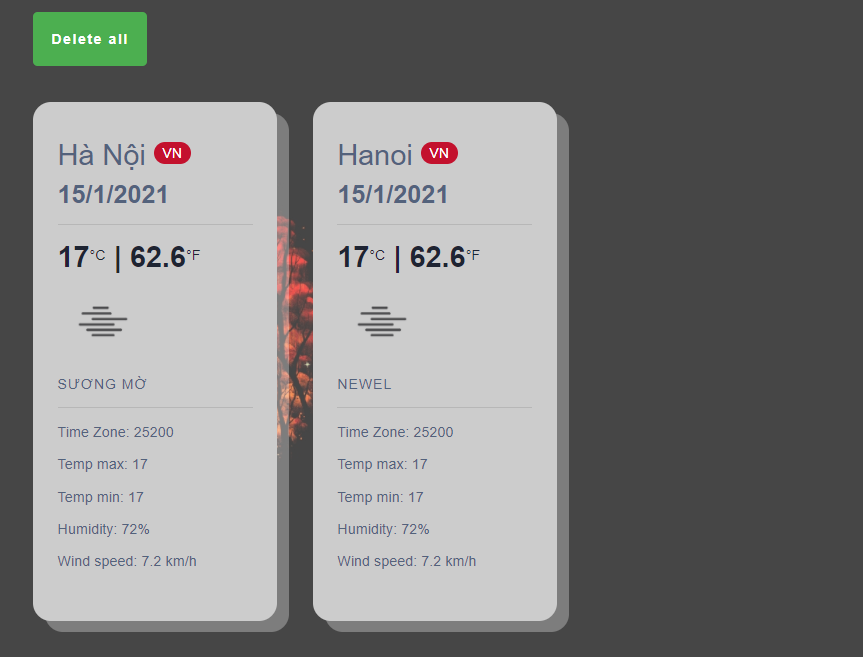 Delete all
Hà Nội VN
15/1/2021
17°C | 62.6°F
SƯƠNG MỜ
Time Zone: 25200
Temp max: 17
Temp min: 17
Humidity: 72%
Wind speed: 7.2 km/h
Hanoi VN
15/1/2021
17°C | 62.6°F
NEWEL
Time Zone: 25200
Temp max: 17
Temp min: 17
Humidity: 72%
Wind speed: 7.2 km/h